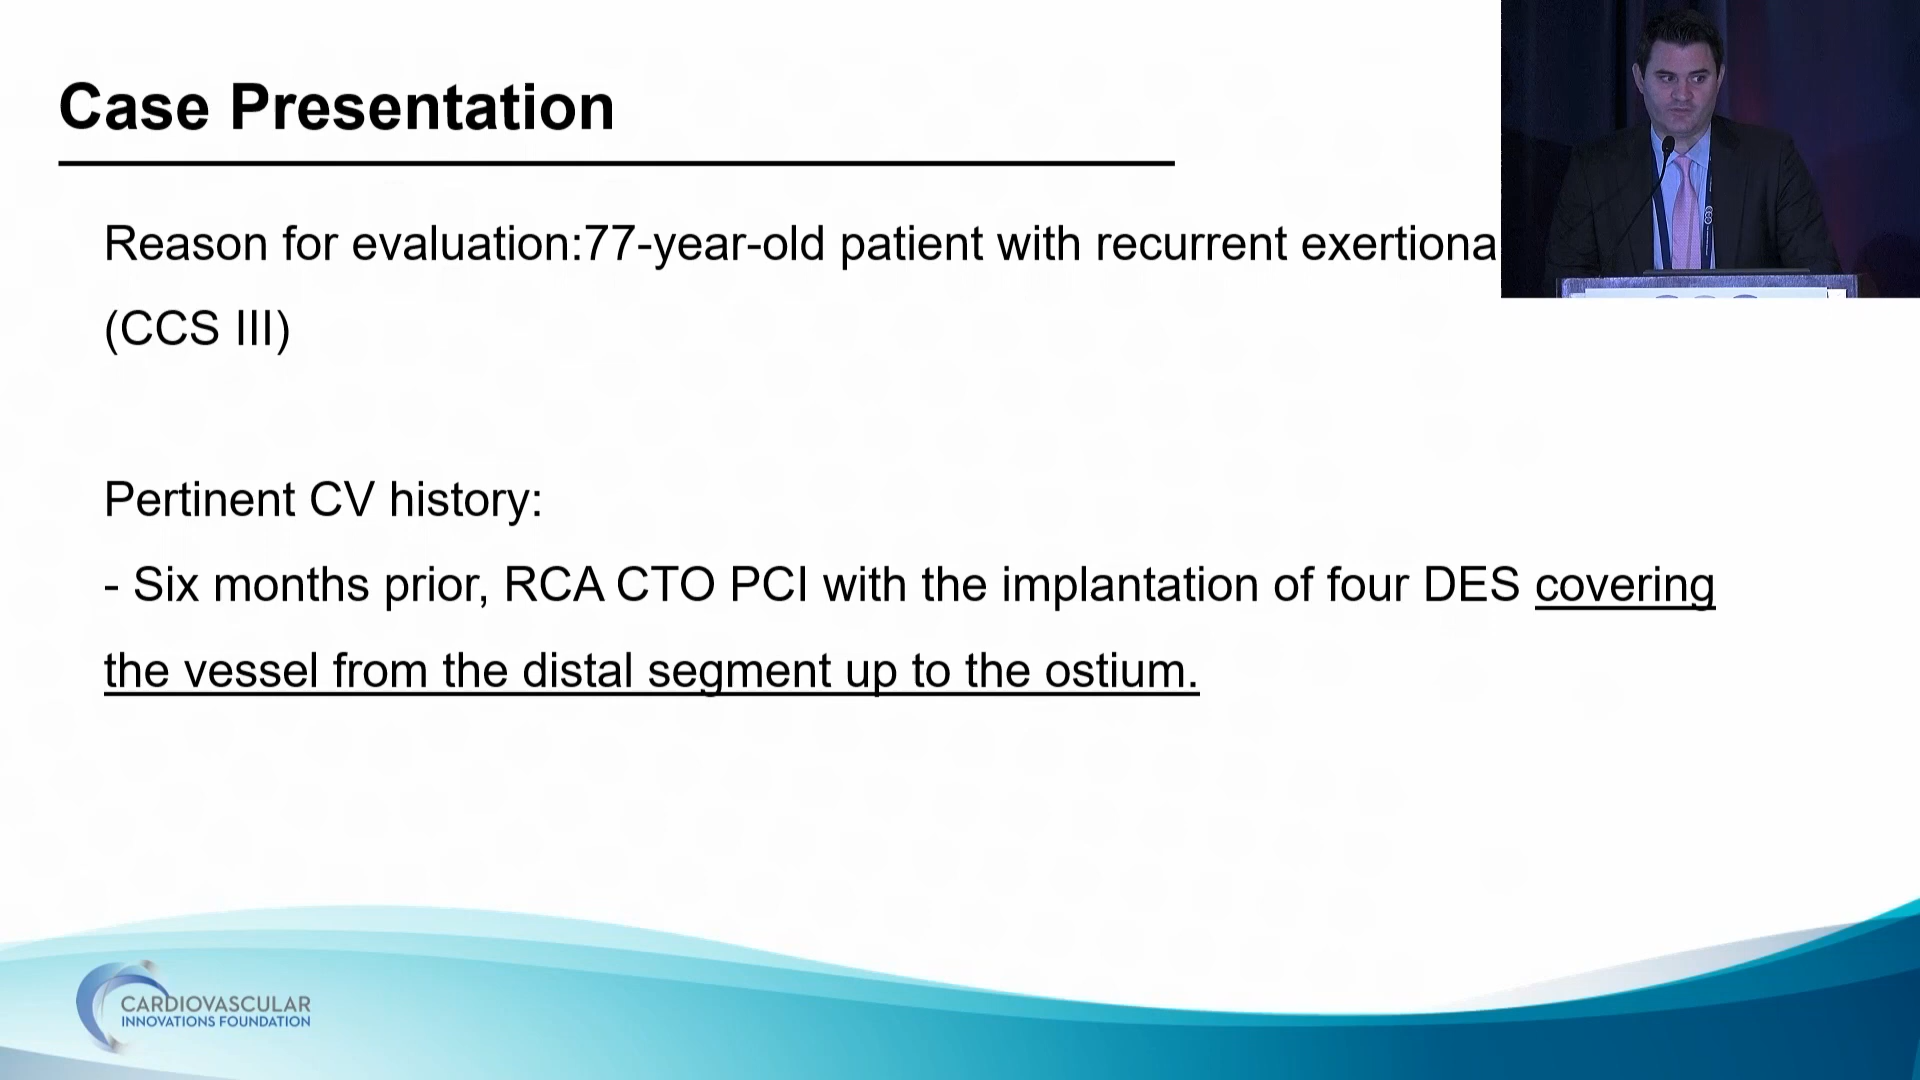 Case Presentation
Reason for evaluation:77-year-old patient with recurrent exertiona
(CCS III)
Pertinent CV history:
- Six months prior, RCA CTO PCI with the implantation of four DES covering
the vessel from the distal segment up to the ostium.
CARDIOVASCULAR
INNOVATIONS FOUNDATION